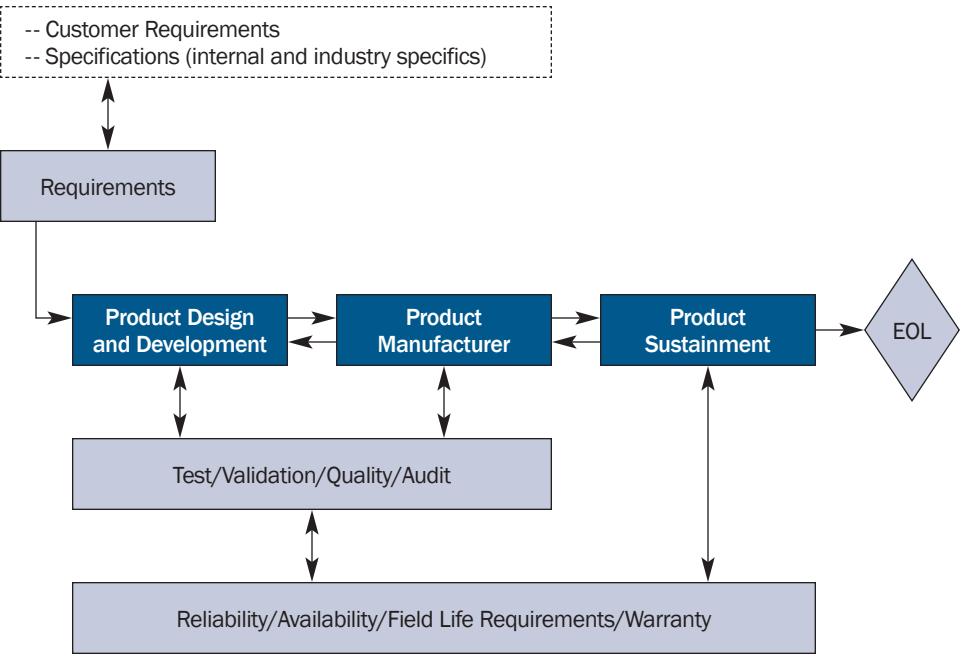 -- Customer Requirements
-- Specifications (internal and industry specifics)
Requirements
Product Design
and Development
Product
Manufacturer
Product
Sustainment
EOL
Test/Validation/Quality/Audit
Reliability/Availability/Field Life Requirements/Warranty